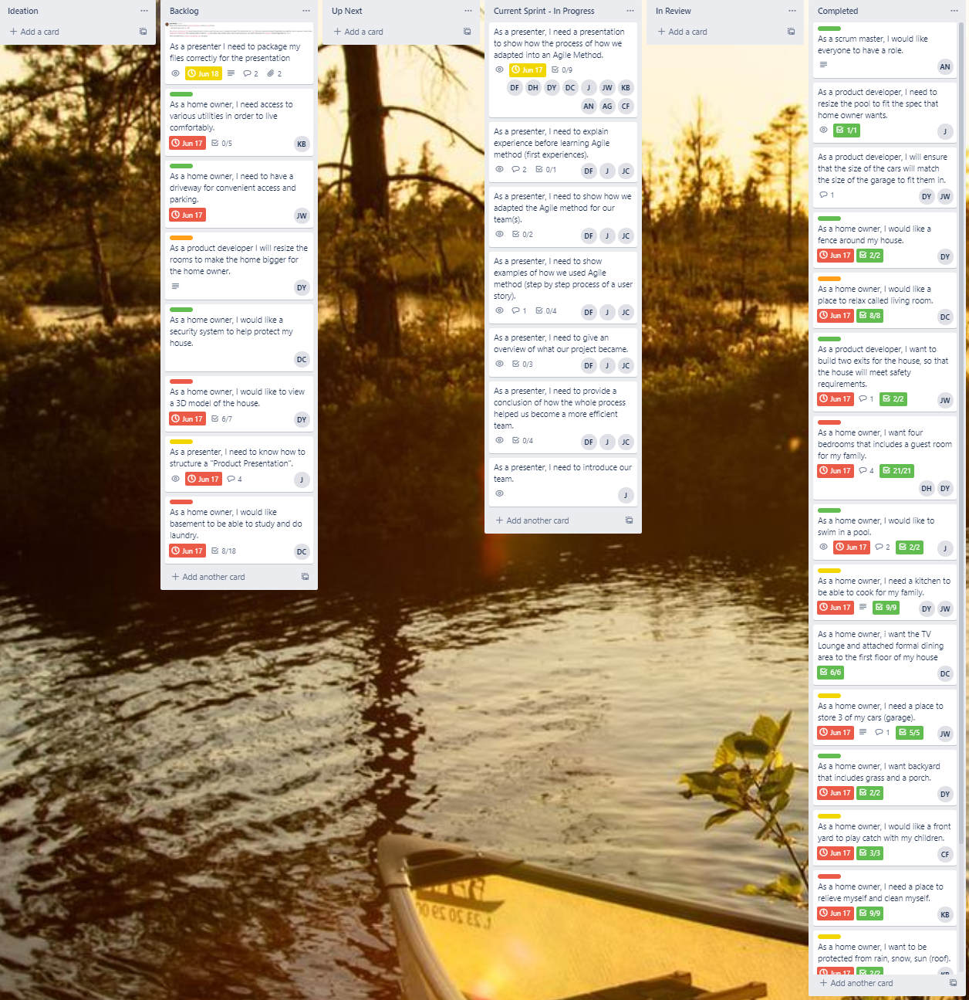 Ideation
Add a card
Backlog
As a presenter I need to package my
files correctly for the presentation
Jun 18
2
2
As a home owner, I need access to
various utilities in order to live
comfortably.
Jun 17
0/5
KB
As a home owner, I need to have a
driveway for convenient access and
parking.
Jun 17
JW
As a product developer I will resize the
rooms to make the home bigger for
the home owner.
DY
As a home owner, I would like a
security system to help protect my
house.
DC
As a home owner, I would like to view
a 3D model of the house.
Jun 17
6/7
DY
As a presenter, I need to know how to
structure a "Product Presentation".
Jun 17
4
J
As a home owner, I would like
basement to be able to study and do
laundry.
Jun 17
8/18
DC
Add another card
Up Next
Add a card
Current Sprint - In Progress
As a presenter, I need a presentation
to show how the process of how we
adapted into an Agile Method.
Jun 17
0/9
DF DH DY DC J JW KB
AN AG CF
As a presenter, I need to explain
experience before learning Agile
method (first experiences).
2
0/1
DF J JC
As a presenter, I need to show how we
adapted the Agile method for our
team(s).
0/2
DF J JC
As a presenter, I need to show
examples of how we used Agile
method (step by step process of a user
story).
1
0/4
DF J JC
As a presenter, I need to give an
overview of what our project became.
0/3
DF J JC
As a presenter, I need to provide a
conclusion of how the whole process
helped us become a more efficient
team.
0/4
DF J JC
As a presenter, I need to introduce our
team.
J
Add another card
In Review
Add a card
Completed
As a scrum master, I would like
everyone to have a role.
AN
As a product developer, I need to
resize the pool to fit the spec that
home owner wants.
1/1
J
As a product developer, I will ensure
that the size of the cars will match
the size of the garage to fit them in.
1
DY JW
As a home owner, I would like a
fence around my house.
Jun 17
2/2
DY
As a home owner, I would like a
place to relax called living room.
Jun 17
8/8
DC
As a product developer, I want to
build two exits for the house, so that
the house will meet safety
requirements.
Jun 17
1
2/2
JW
As a home owner, I want four
bedrooms that includes a guest room
for my family.
Jun 17
4
21/21
DH DY
As a home owner, I would like to
swim in a pool.
Jun 17
2
2/2
J
As a home owner, I need a kitchen to
be able to cook for my family.
Jun 17
9/9
DY JW
As a home owner, i want the TV
Lounge and attached formal dining
area to the first floor of my house
6/6
DC
As a home owner, I need a place to
store 3 of my cars (garage).
Jun 17
1
5/5
JW
As a home owner, I want backyard
that includes grass and a porch.
Jun 17
2/2
DY
As a home owner, I would like a front
yard to play catch with my children.
Jun 17
3/3
CF
As a home owner, I need a place to
relieve myself and clean myself.
Jun 17
9/9
KB
As a home owner, I want to be
protected from rain, snow, sun (roof).
Jun 17
2/2
KB
Add another card